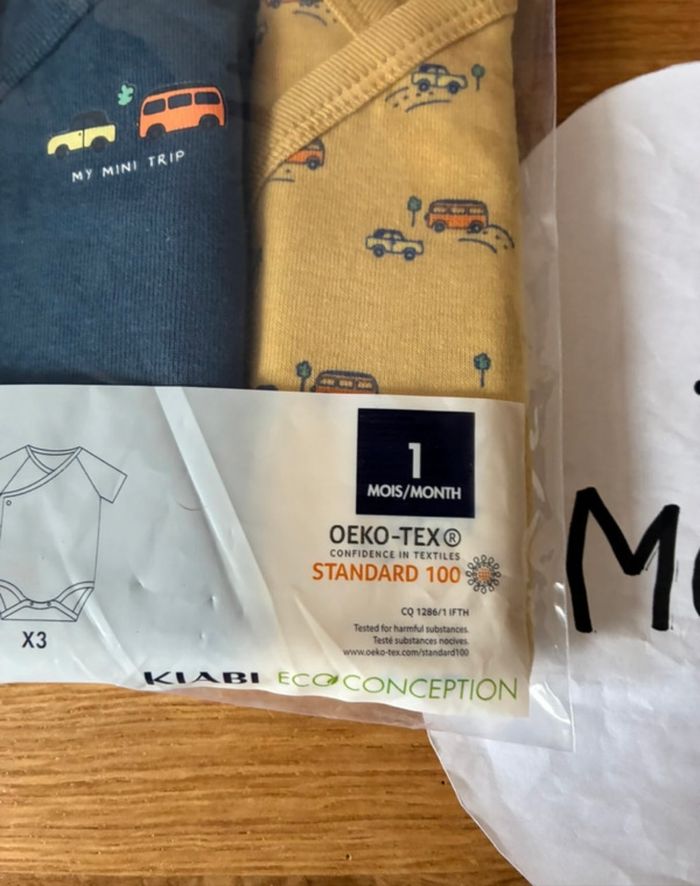 MY MINI TRIP
1
MOIS/MONTH
OEKO-TEX®
CONFIDENCE IN TEXTILES
STANDARD 100
CQ 1286/1 IFTH
Tested for harmful substances.
Testé substances nocives.
www.oeko-tex.com/standard100
X3
KIABI ECOCONCEPTION